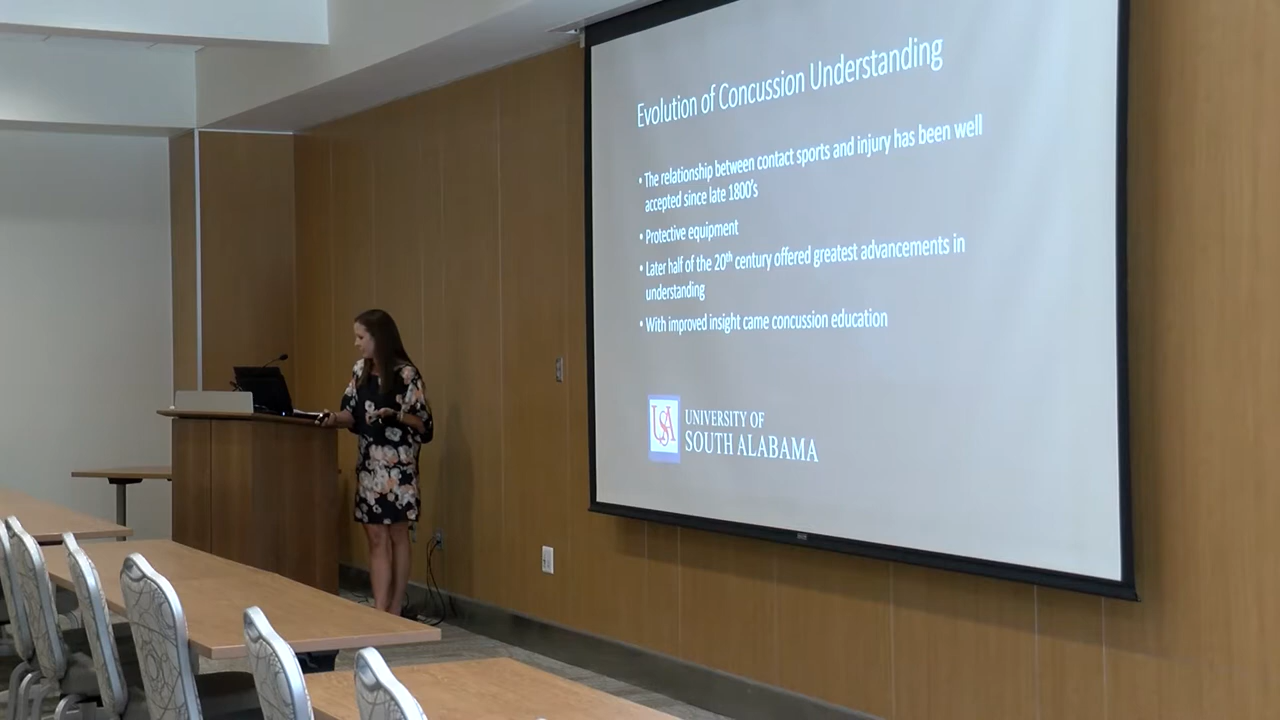 Evolution of Concussion Understanding
• The relationship between contact sports and injury has been well
accepted since late 1800's
• Protective equipment
• Later half of the 20th century offered greatest advancements in
understanding
• With improved insight came concussion education
USA
UNIVERSITY OF
SOUTH ALABAMA